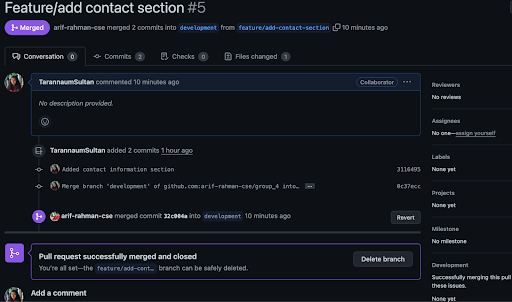 Feature/add contact section #5
Merged arif-rahman-cse merged 2 commits into development from feature/add-contact-section 10 minutes ago
Conversation 0 Commits 2 Checks 0 Files changed 1
TarannaumSultan commented 10 minutes ago Collaborator ...
No description provided.
TarannaumSultan added 2 commits 1 hour ago
Added contact information section 3116495
Merge branch 'development' of github.com:arif-rahman-cse/group_4 into… ... 0c37ecc
arif-rahman-cse merged commit 32c004a into development 10 minutes ago Revert
Pull request successfully merged and closed
You're all set—the feature/add-cont… branch can be safely deleted.
Delete branch
Add a comment
Reviewers
No reviews
Assignees
No one—assign yourself
Labels
None yet
Projects
None yet
Milestone
No milestone
Development
Successfully merging this pull
these issues.
None yet